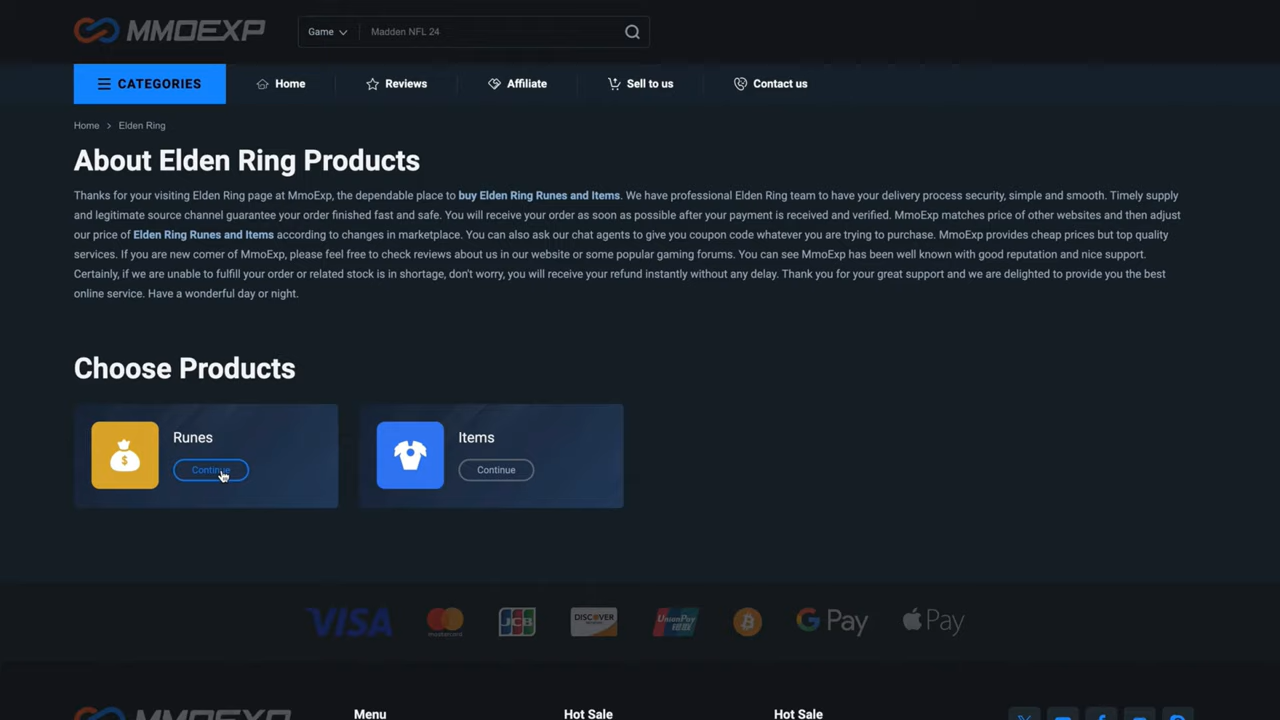 MMOEXP
Game
Madden NFL 24
CATEGORIES
Home
Reviews
Affiliate
Sell to us
Contact us
Home > Elden Ring
About Elden Ring Products
Thanks for your visiting Elden Ring page at MmoExp, the dependable place to buy Elden Ring Runes and Items. We have professional Elden Ring team to have your delivery process security, simple and smooth. Timely supply
and legitimate source channel guarantee your order finished fast and safe. You will receive your order as soon as possible after your payment is received and verified. MmoExp matches price of other websites and then adjust
our price of Elden Ring Runes and Items according to changes in marketplace. You can also ask our chat agents to give you coupon code whatever you are trying to purchase. MmoExp provides cheap prices but top quality
services. If you are new comer of MmoExp, please feel free to check reviews about us in our website or some popular gaming forums. You can see MmoExp has been well known with good reputation and nice support.
Certainly, if we are unable to fulfill your order or related stock is in shortage, don't worry, you will receive your refund instantly without any delay. Thank you for your great support and we are delighted to provide you the best
online service. Have a wonderful day or night.
Choose Products
Runes
Continue
Items
Continue
VISA
mastercard
JCB
DISCOVER
UnionPay
银联
G Pay
Pay
MMOEXP
Menu
Hot Sale
Hot Sale